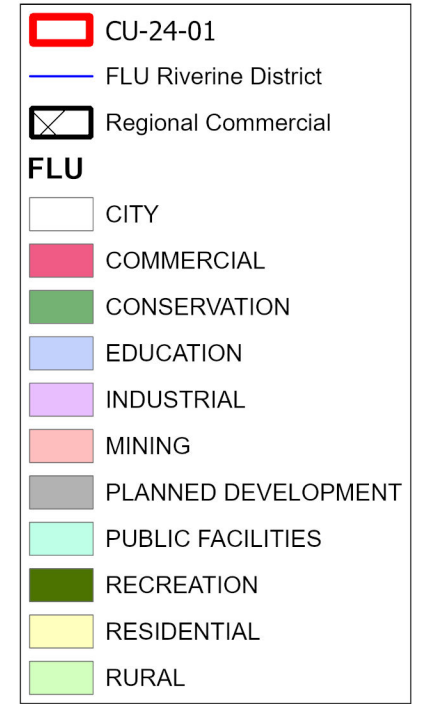 CU-24-01
FLU Riverine District
Regional Commercial
FLU
CITY
COMMERCIAL
CONSERVATION
EDUCATION
INDUSTRIAL
MINING
PLANNED DEVELOPMENT
PUBLIC FACILITIES
RECREATION
RESIDENTIAL
RURAL